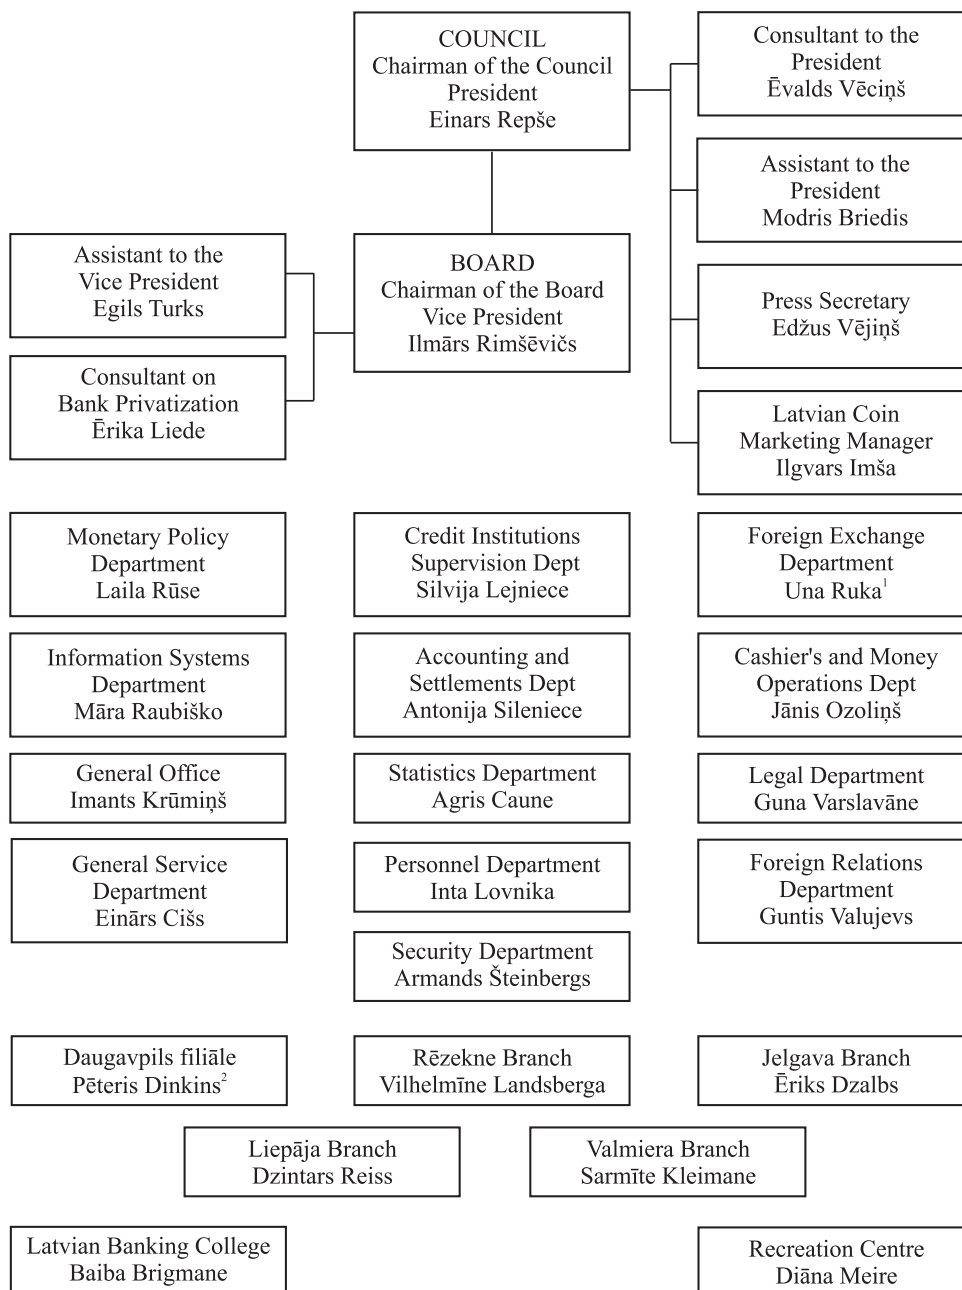 COUNCIL
Chairman of the Council
President
Einars Repše
Consultant to the
President
Ēvalds Vēciņš
Assistant to the
President
Modris Briedis
Assistant to the
Vice President
Egils Turks
BOARD
Chairman of the Board
Vice President
Ilmārs Rimšēvičs
Press Secretary
Edžus Vējiņš
Consultant on
Bank Privatization
Ērika Liede
Latvian Coin
Marketing Manager
Ilgvars Imša
Monetary Policy
Department
Laila Rūse
Credit Institutions
Supervision Dept
Silvija Lejniece
Foreign Exchange
Department
Una Ruka1
Information Systems
Department
Māra Raubiško
Accounting and
Settlements Dept
Antonija Sileniece
Cashier's and Money
Operations Dept
Jānis Ozoliņš
General Office
Imants Krūmiņš
Statistics Department
Agris Caune
Legal Department
Guna Varslavāne
General Service
Department
Einārs Cišs
Personnel Department
Inta Lovnika
Foreign Relations
Department
Guntis Valujevs
Security Department
Armands Šteinbergs
Daugavpils filiāle
Pēteris Dinkins2
Rēzekne Branch
Vilhelmīne Landsberga
Jelgava Branch
Ēriks Dzalbs
Liepāja Branch
Dzintars Reiss
Valmiera Branch
Sarmīte Kleimane
Latvian Banking College
Baiba Brigmane
Recreation Centre
Diāna Meire